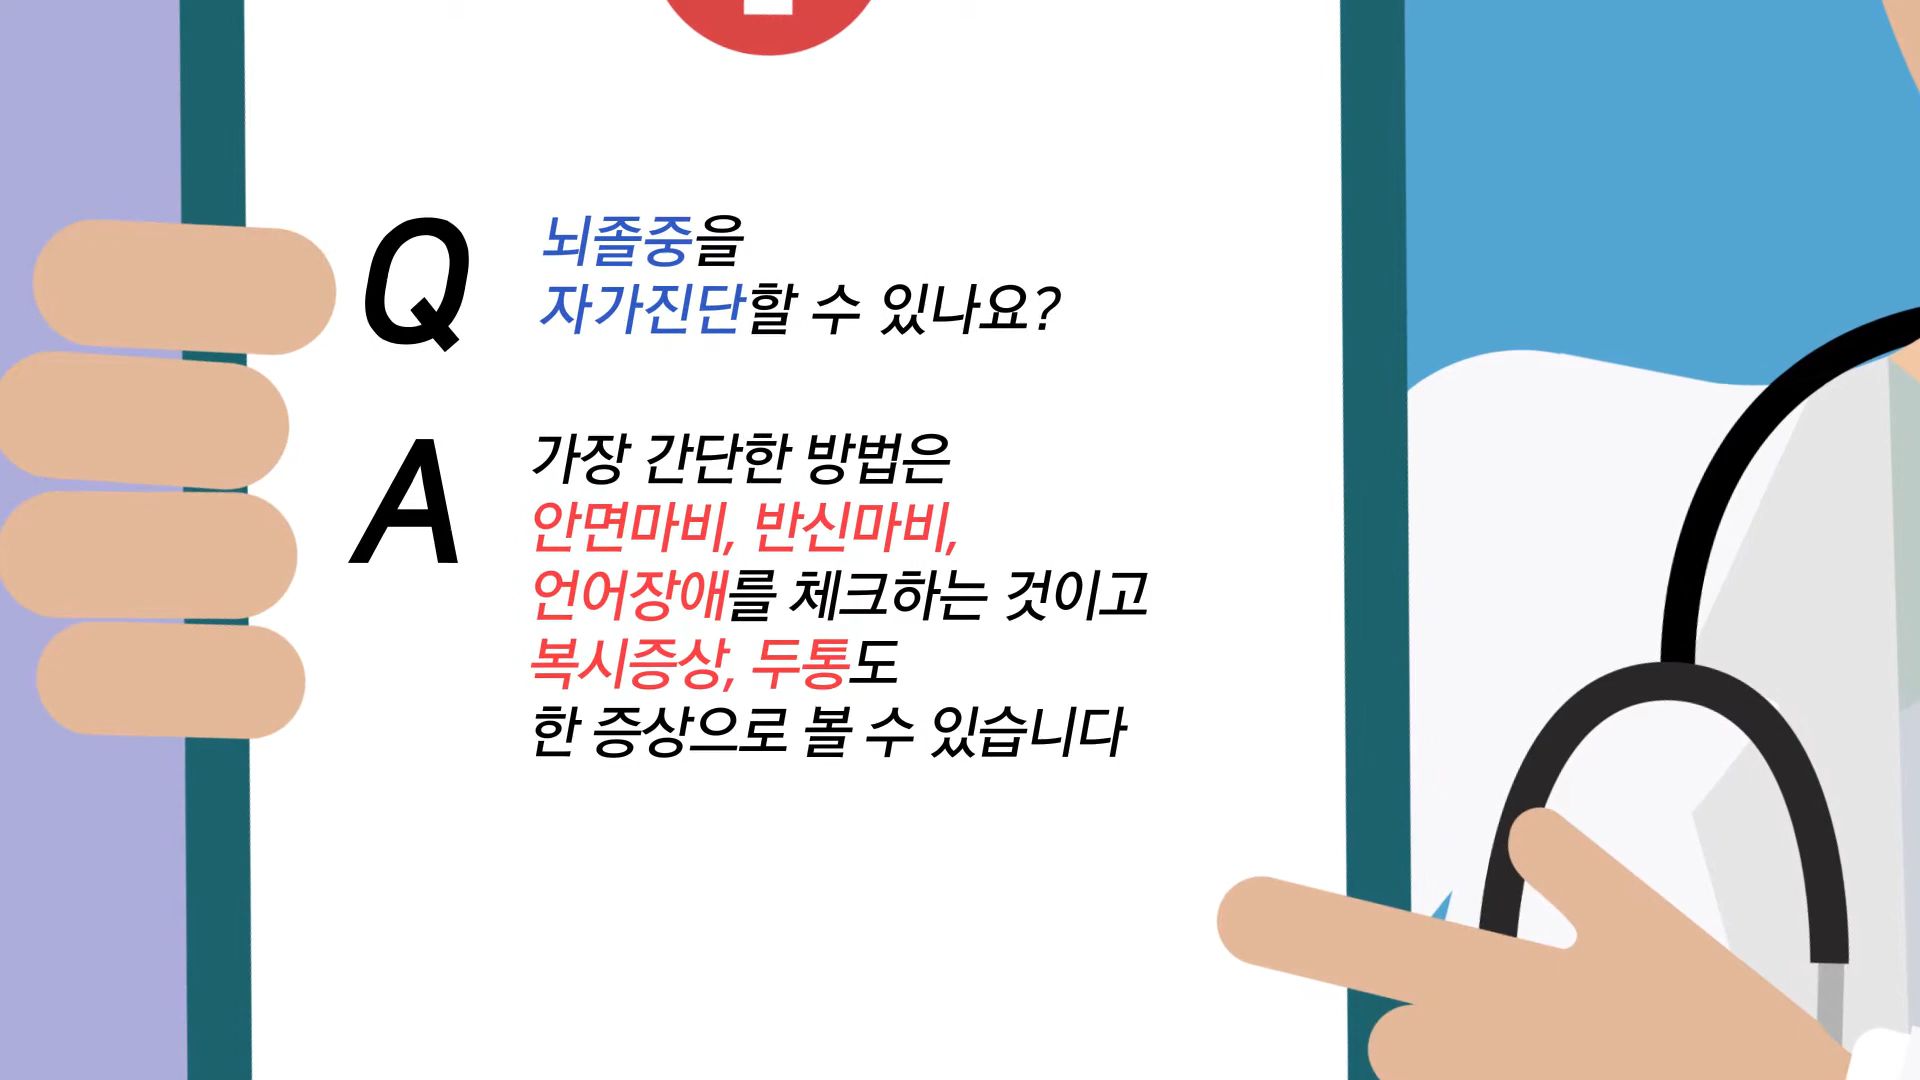 Q
뇌졸중을
자가진단할 수 있나요?
A
가장 간단한 방법은
안면마비, 반신마비,
언어장애를 체크하는 것이고
복시증상, 두통도
한 증상으로 볼 수 있습니다